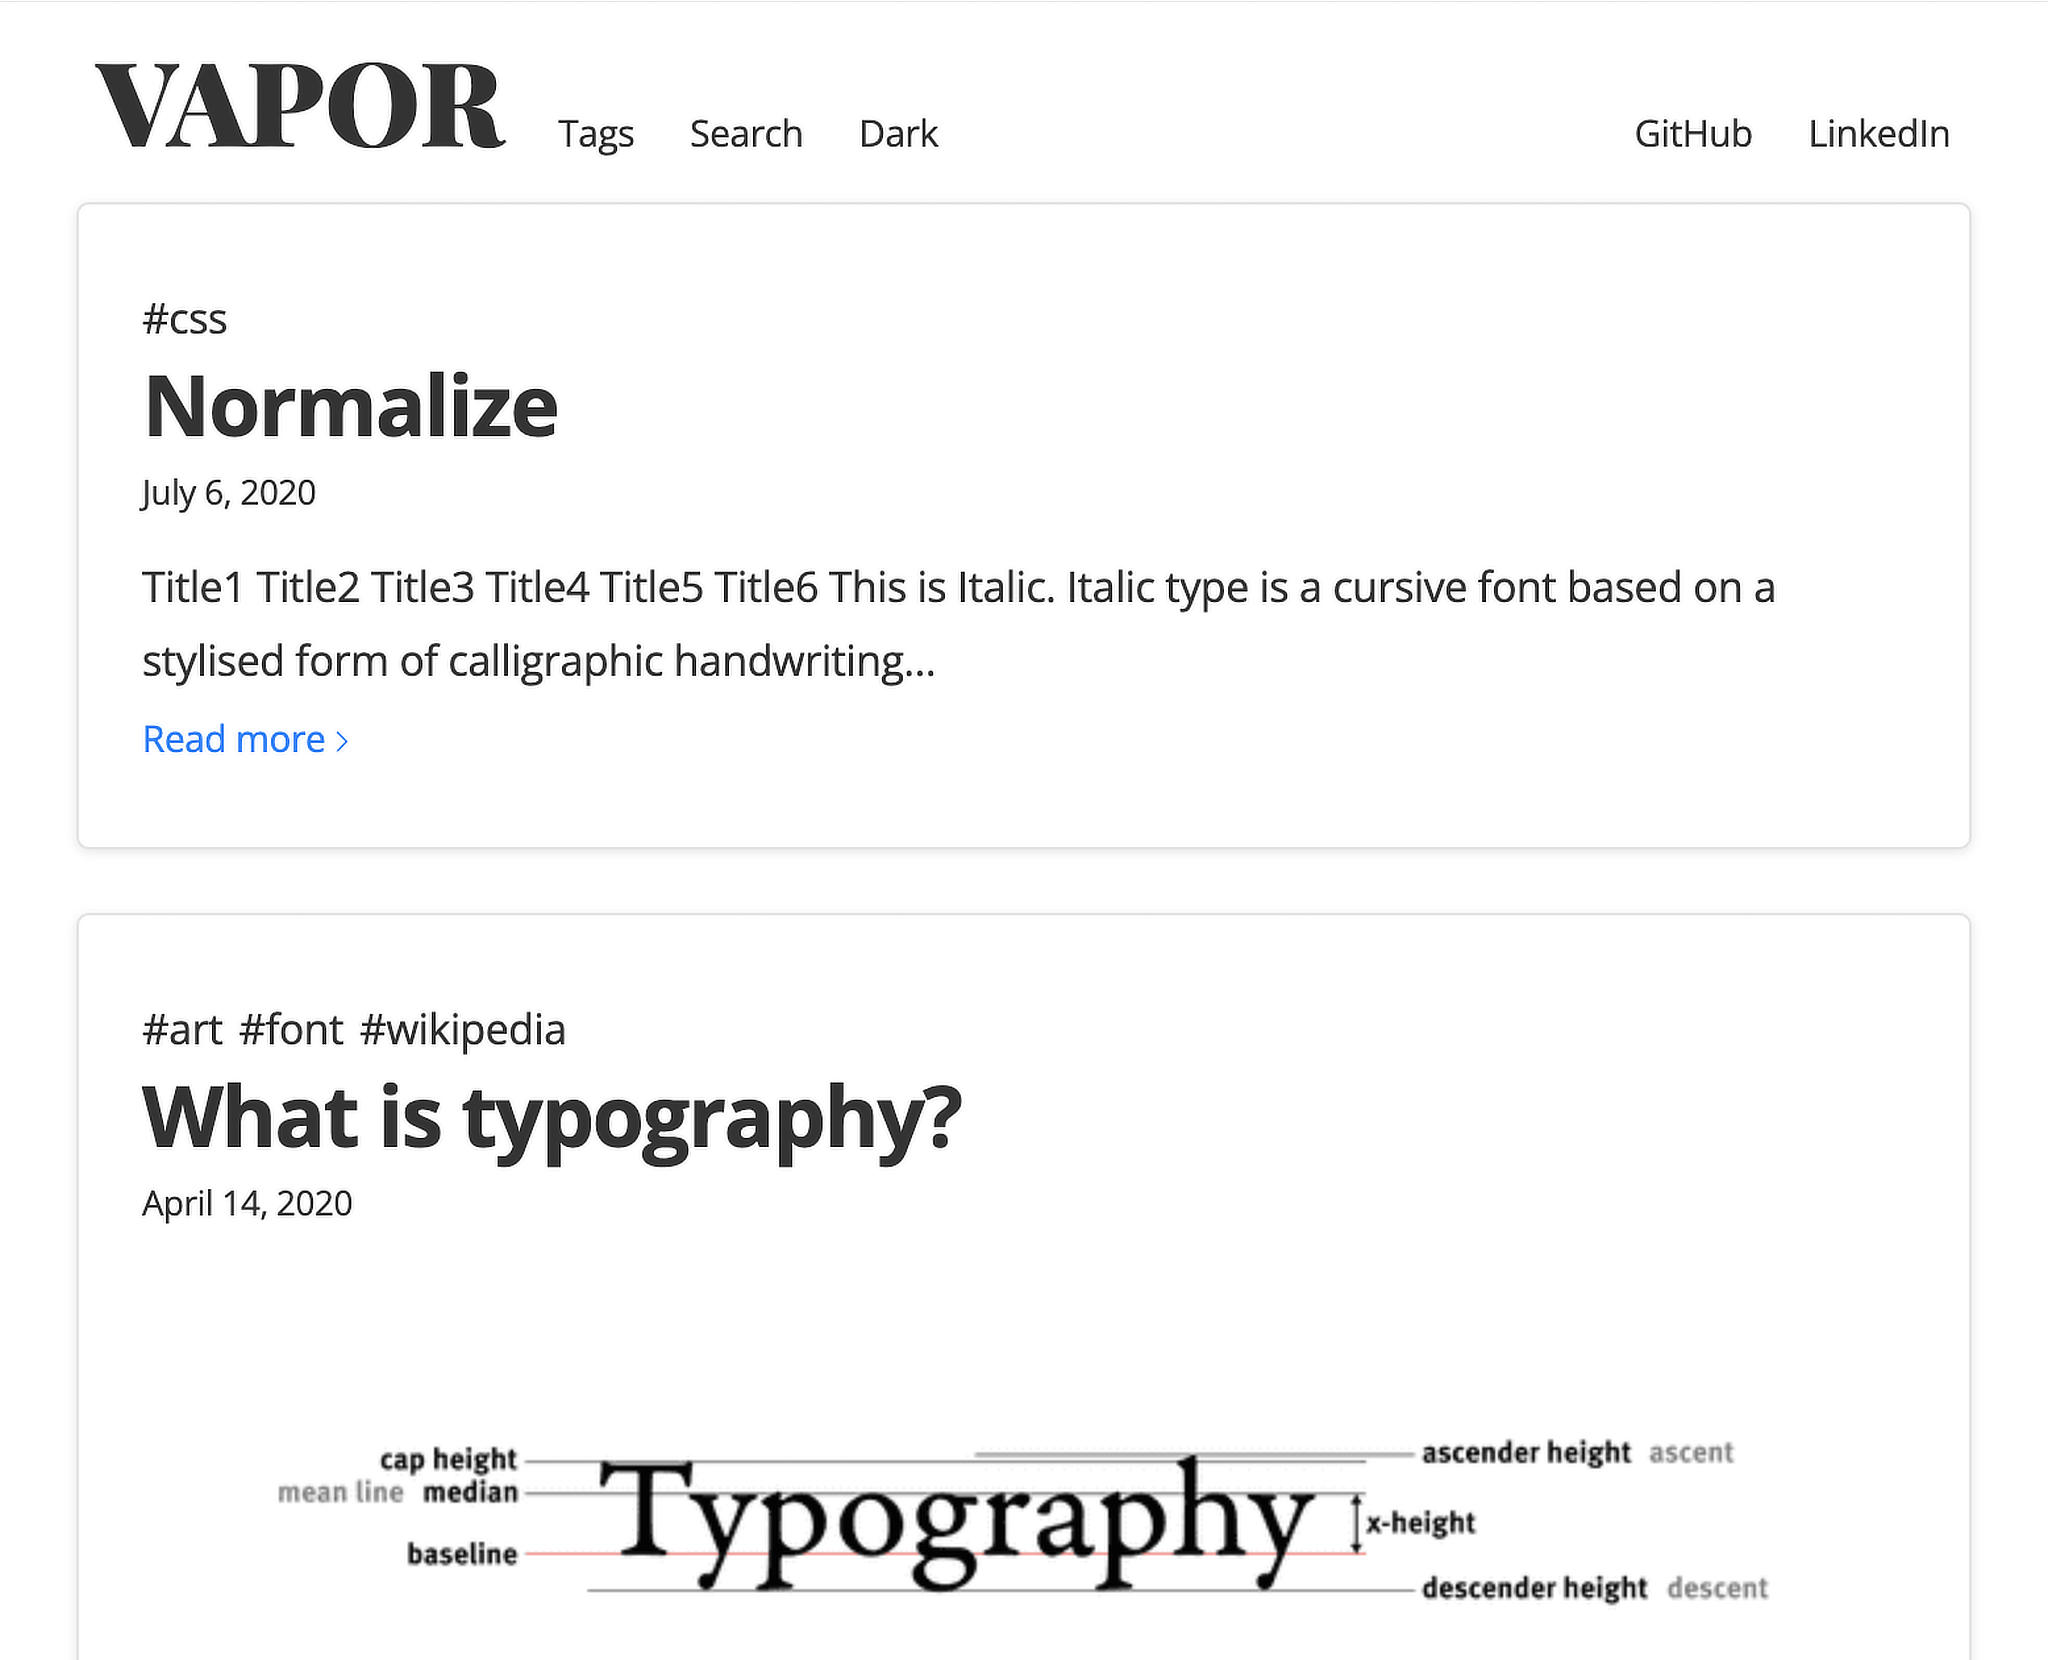 VAPOR Tags Search Dark GitHub LinkedIn
#css
Normalize
July 6, 2020
Title1 Title2 Title3 Title4 Title5 Title6 This is Italic. Italic type is a cursive font based on a
stylised form of calligraphic handwriting...
Read more >
#art #font #wikipedia
What is typography?
April 14, 2020
cap height
mean line median
baseline
Typography
ascender height ascent
x-height
descender height descent